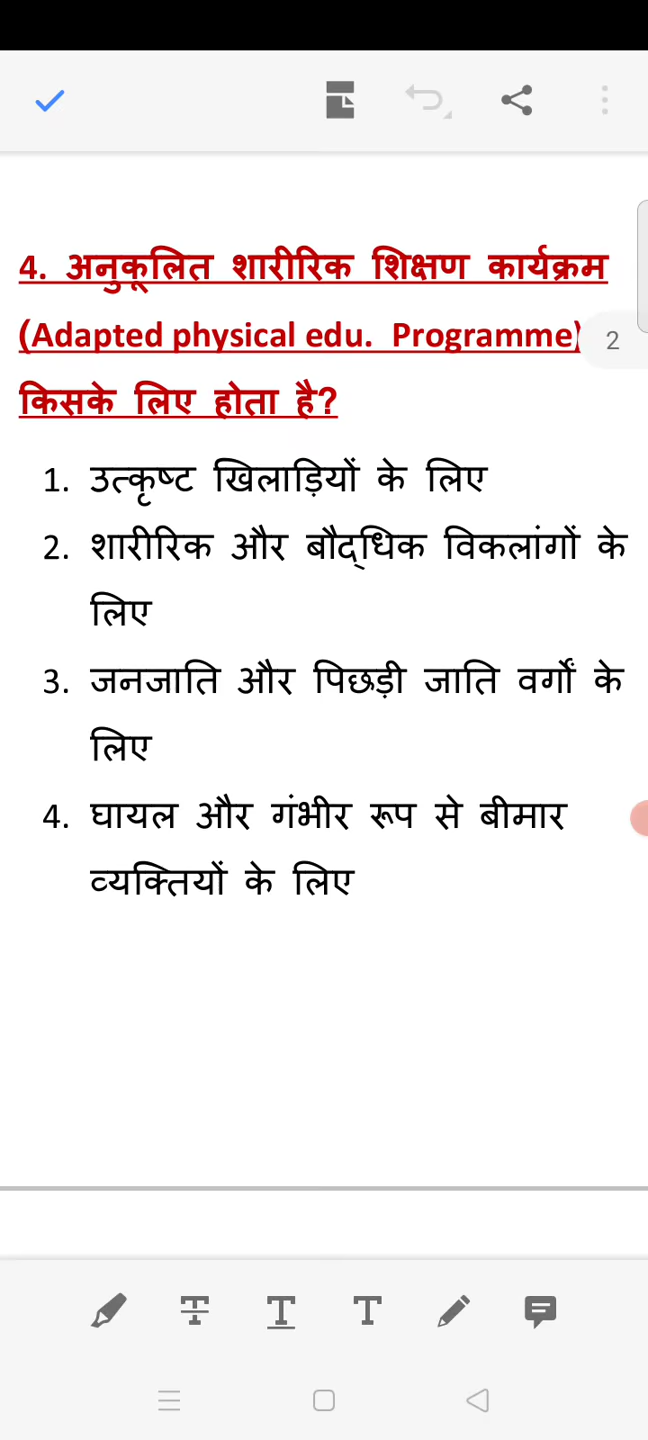 4. अनुकूलित शारीरिक शिक्षण कार्यक्रम
(Adapted physical edu. Programme)
2
किसके लिए होता है?
1. उत्कृष्ट खिलाड़ियों के लिए
2. शारीरिक और बौद्धिक विकलांगों के
लिए
3. जनजाति और पिछड़ी जाति वर्गों के
लिए
4. घायल और गंभीर रूप से बीमार
व्यक्तियों के लिए